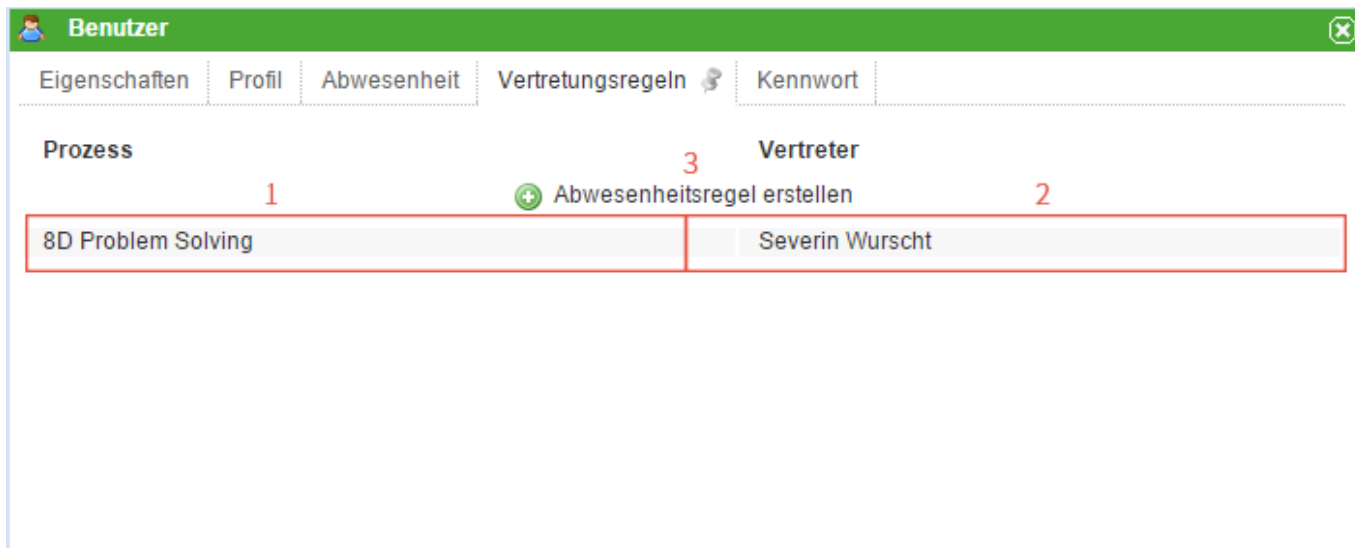 Benutzer
Eigenschaften Profil Abwesenheit Vertretungsregeln Kennwort
Prozess Vertreter
3
1 Abwesenheitsregel erstellen 2
8D Problem Solving Severin Wurscht